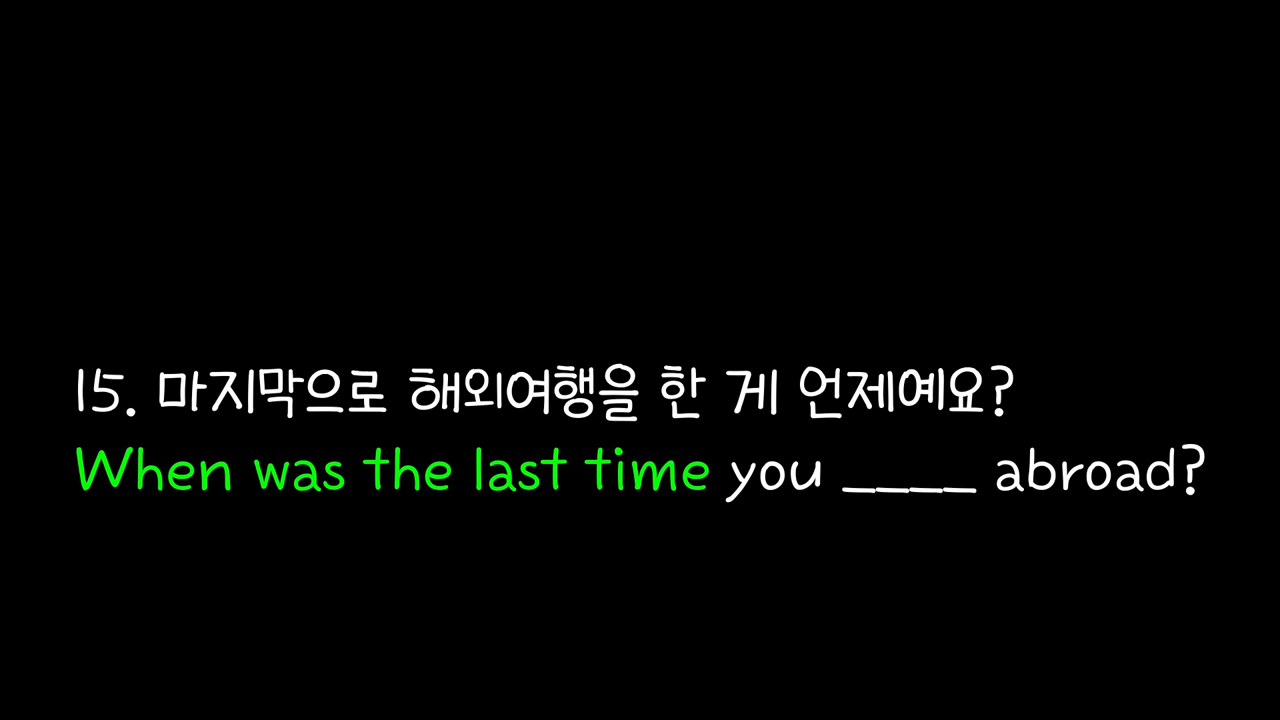 15. 마지막으로 해외여행을 한 게 언제예요?
When was the last time you ____ abroad?